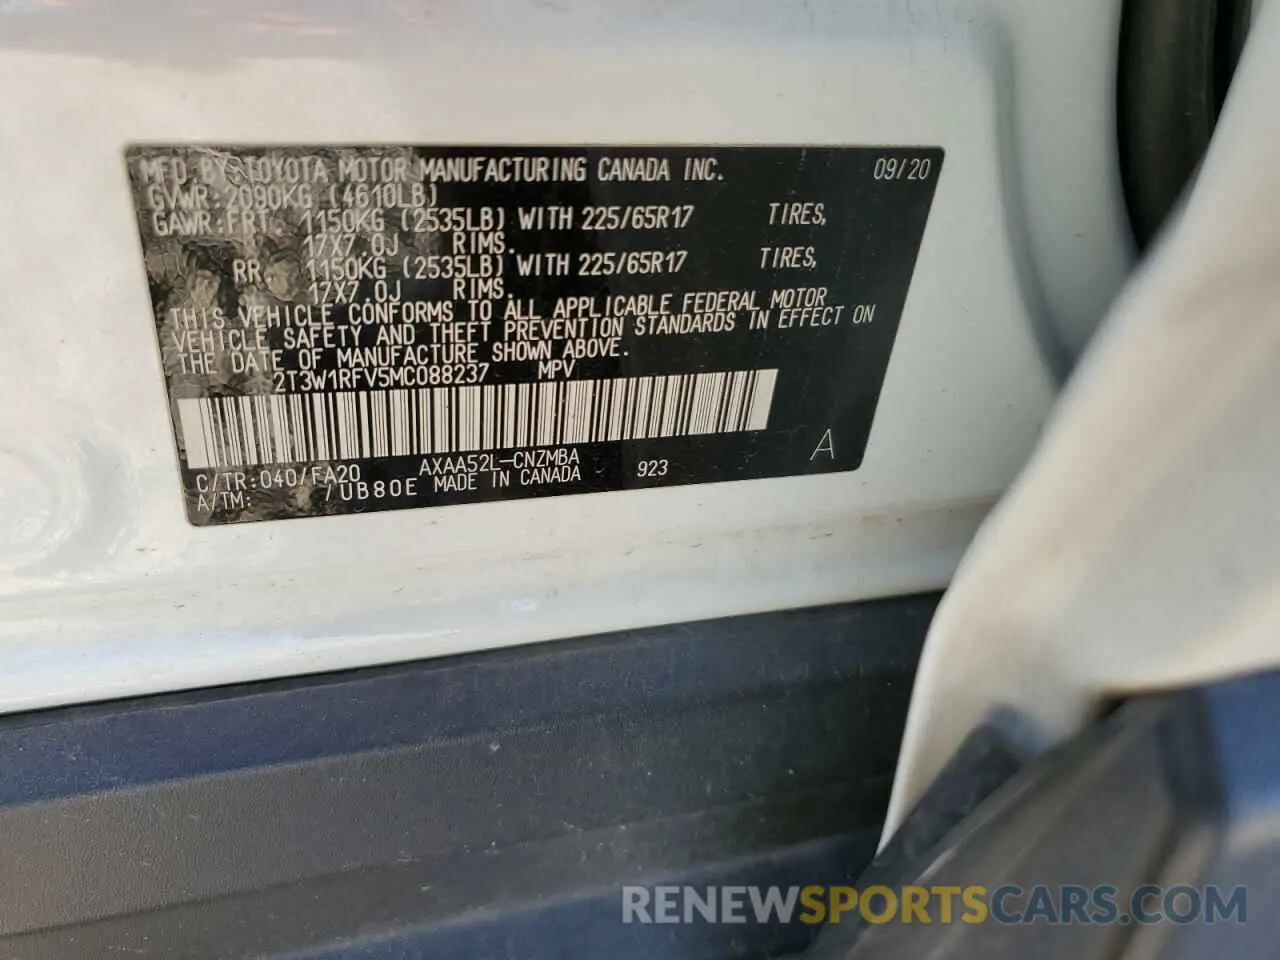 MFD BY TOYOTA MOTOR MANUFACTURING CANADA INC. 09/20
GVWR:2090KG (4610LB)
GAWR:FRT. 1150KG (2535LB) WITH 225/65R17 TIRES,
17X7.0J RIMS.
RR. 1150KG (2535LB) WITH 225/65R17 TIRES,
17X7.0J RIMS.
THIS VEHICLE CONFORMS TO ALL APPLICABLE FEDERAL MOTOR
VEHICLE SAFETY AND THEFT PREVENTION STANDARDS IN EFFECT ON
THE DATE OF MANUFACTURE SHOWN ABOVE.
2T3W1RFV5MC088237 MPV
C/TR:040/FA20 AXAA52L-CNZMBA 923 A
A/TM: /UB80E MADE IN CANADA
RENEWSPORTSCARS.COM